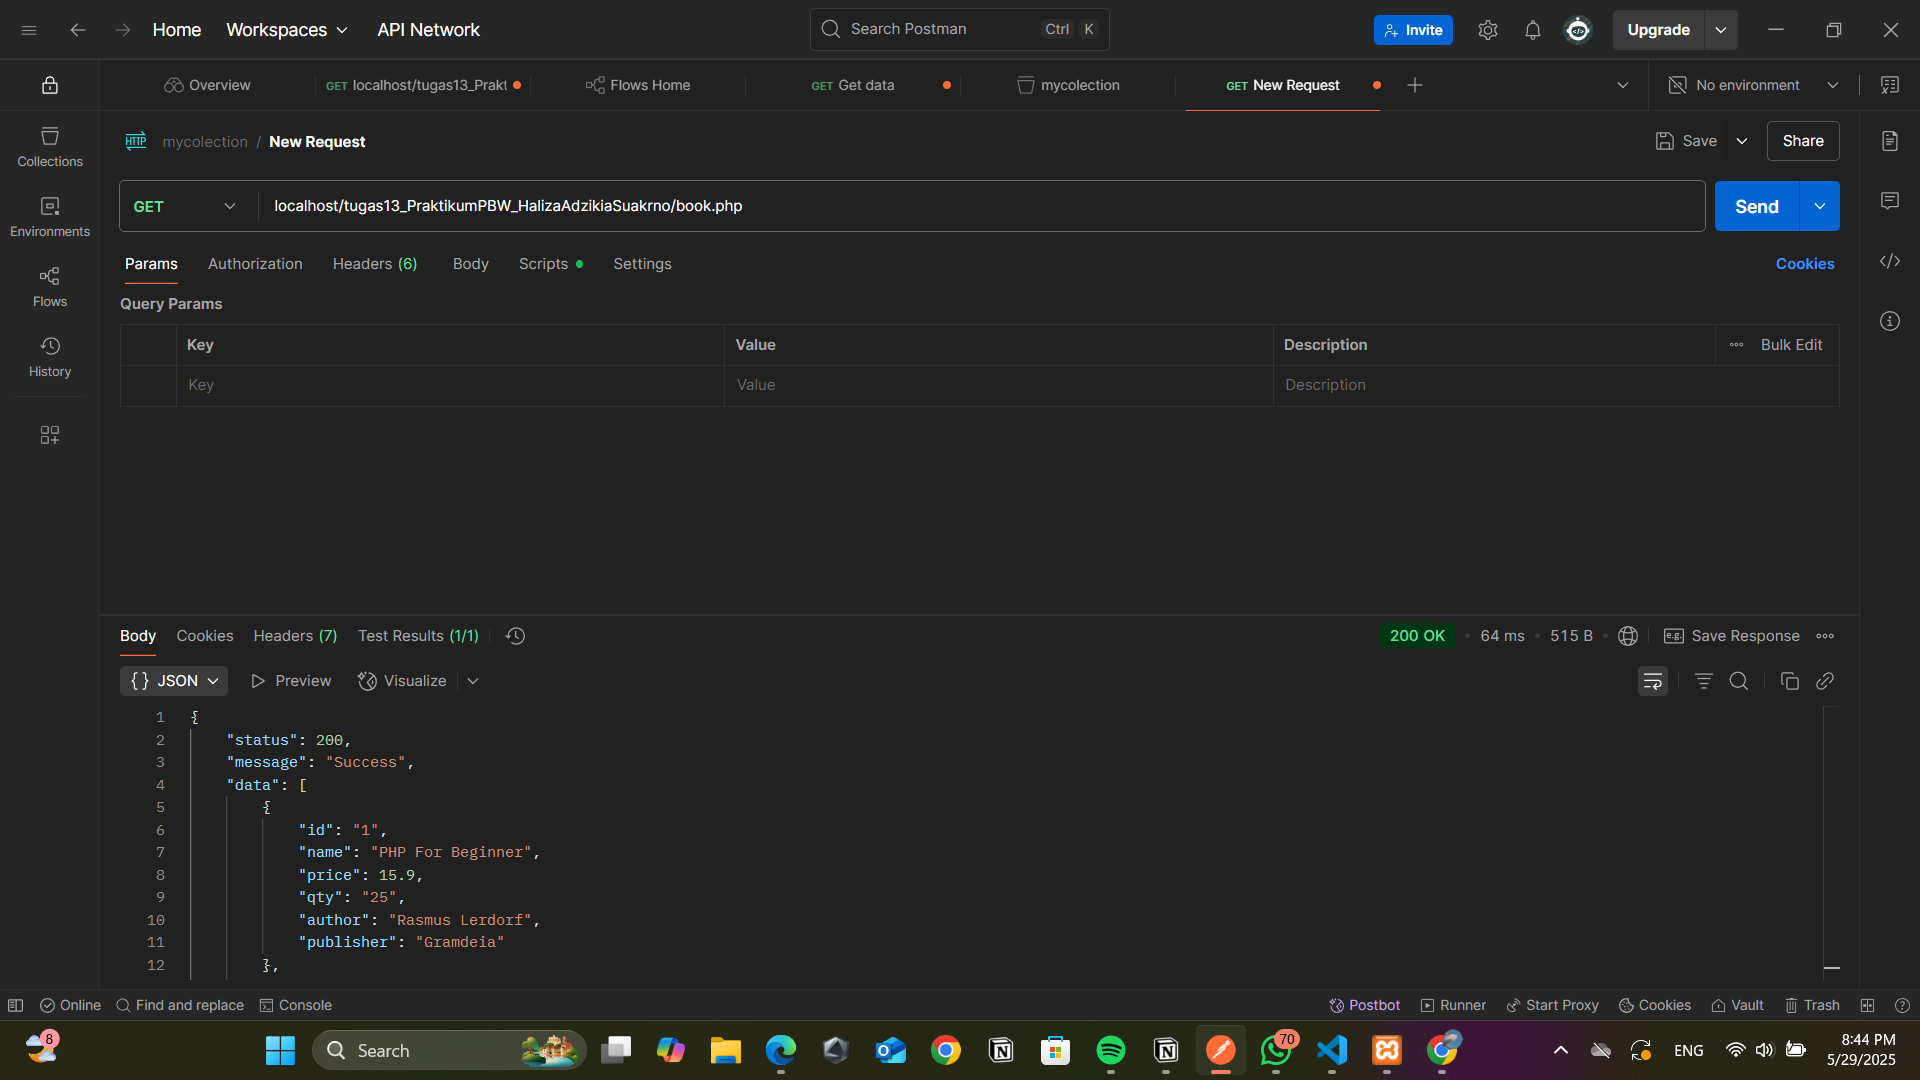 Home Workspaces API Network Search Postman Ctrl K Invite Upgrade
Overview GET localhost/tugas13_Prakt Flows Home GET Get data mycolection GET New Request No environment
HTTP mycolection / New Request Save Share
Collections
Environments
Flows
History
GET localhost/tugas13_PraktikumPBW_HalizaAdzikiaSuakrno/book.php Send
Params Authorization Headers (6) Body Scripts Settings Cookies
Query Params
Key Value Description Bulk Edit
Key Value Description
Body Cookies Headers (7) Test Results (1/1) 200 OK 64 ms 515 B e.g. Save Response
{} JSON Preview Visualize
1 {
2 "status": 200,
3 "message": "Success",
4 "data": [
5 {
6 "id": "1",
7 "name": "PHP For Beginner",
8 "price": 15.9,
9 "qty": "25",
10 "author": "Rasmus Lerdorf",
11 "publisher": "Gramdeia"
12 },
Online Find and replace Console Postbot Runner Start Proxy Cookies Vault Trash
8 Search 70 ENG 8:44 PM
5/29/2025